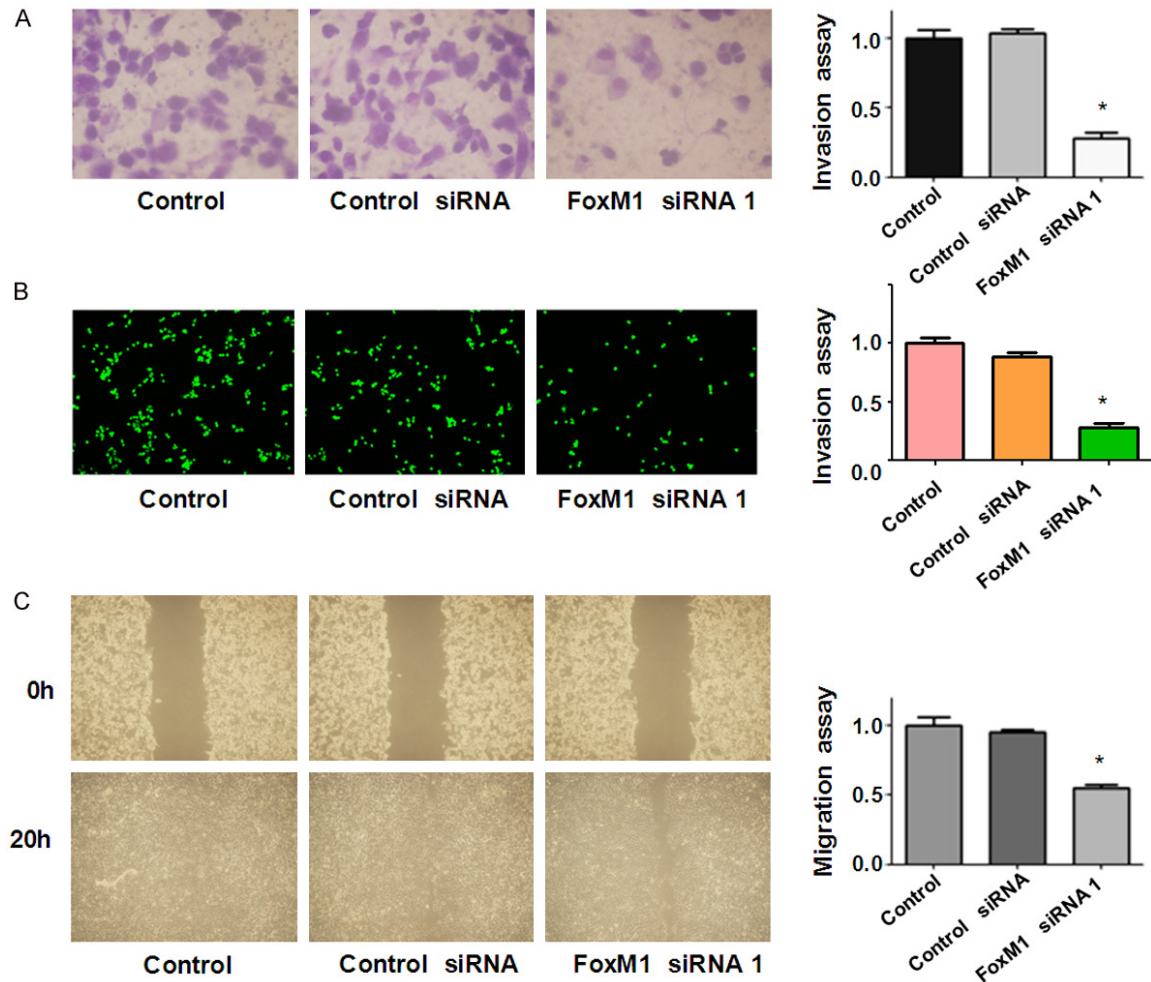 A
Control
Control siRNA
FoxM1 siRNA 1
Invasion assay
1.0
0.5
0.0
*
Control
Control siRNA
FoxM1 siRNA 1
B
Control
Control siRNA
FoxM1 siRNA 1
Invasion assay
1.0
0.5
0.0
*
Control
Control siRNA
FoxM1 siRNA 1
C
0h
20h
Control
Control siRNA
FoxM1 siRNA 1
Migration assay
1.0
0.5
0.0
*
Control
Control siRNA
FoxM1 siRNA 1